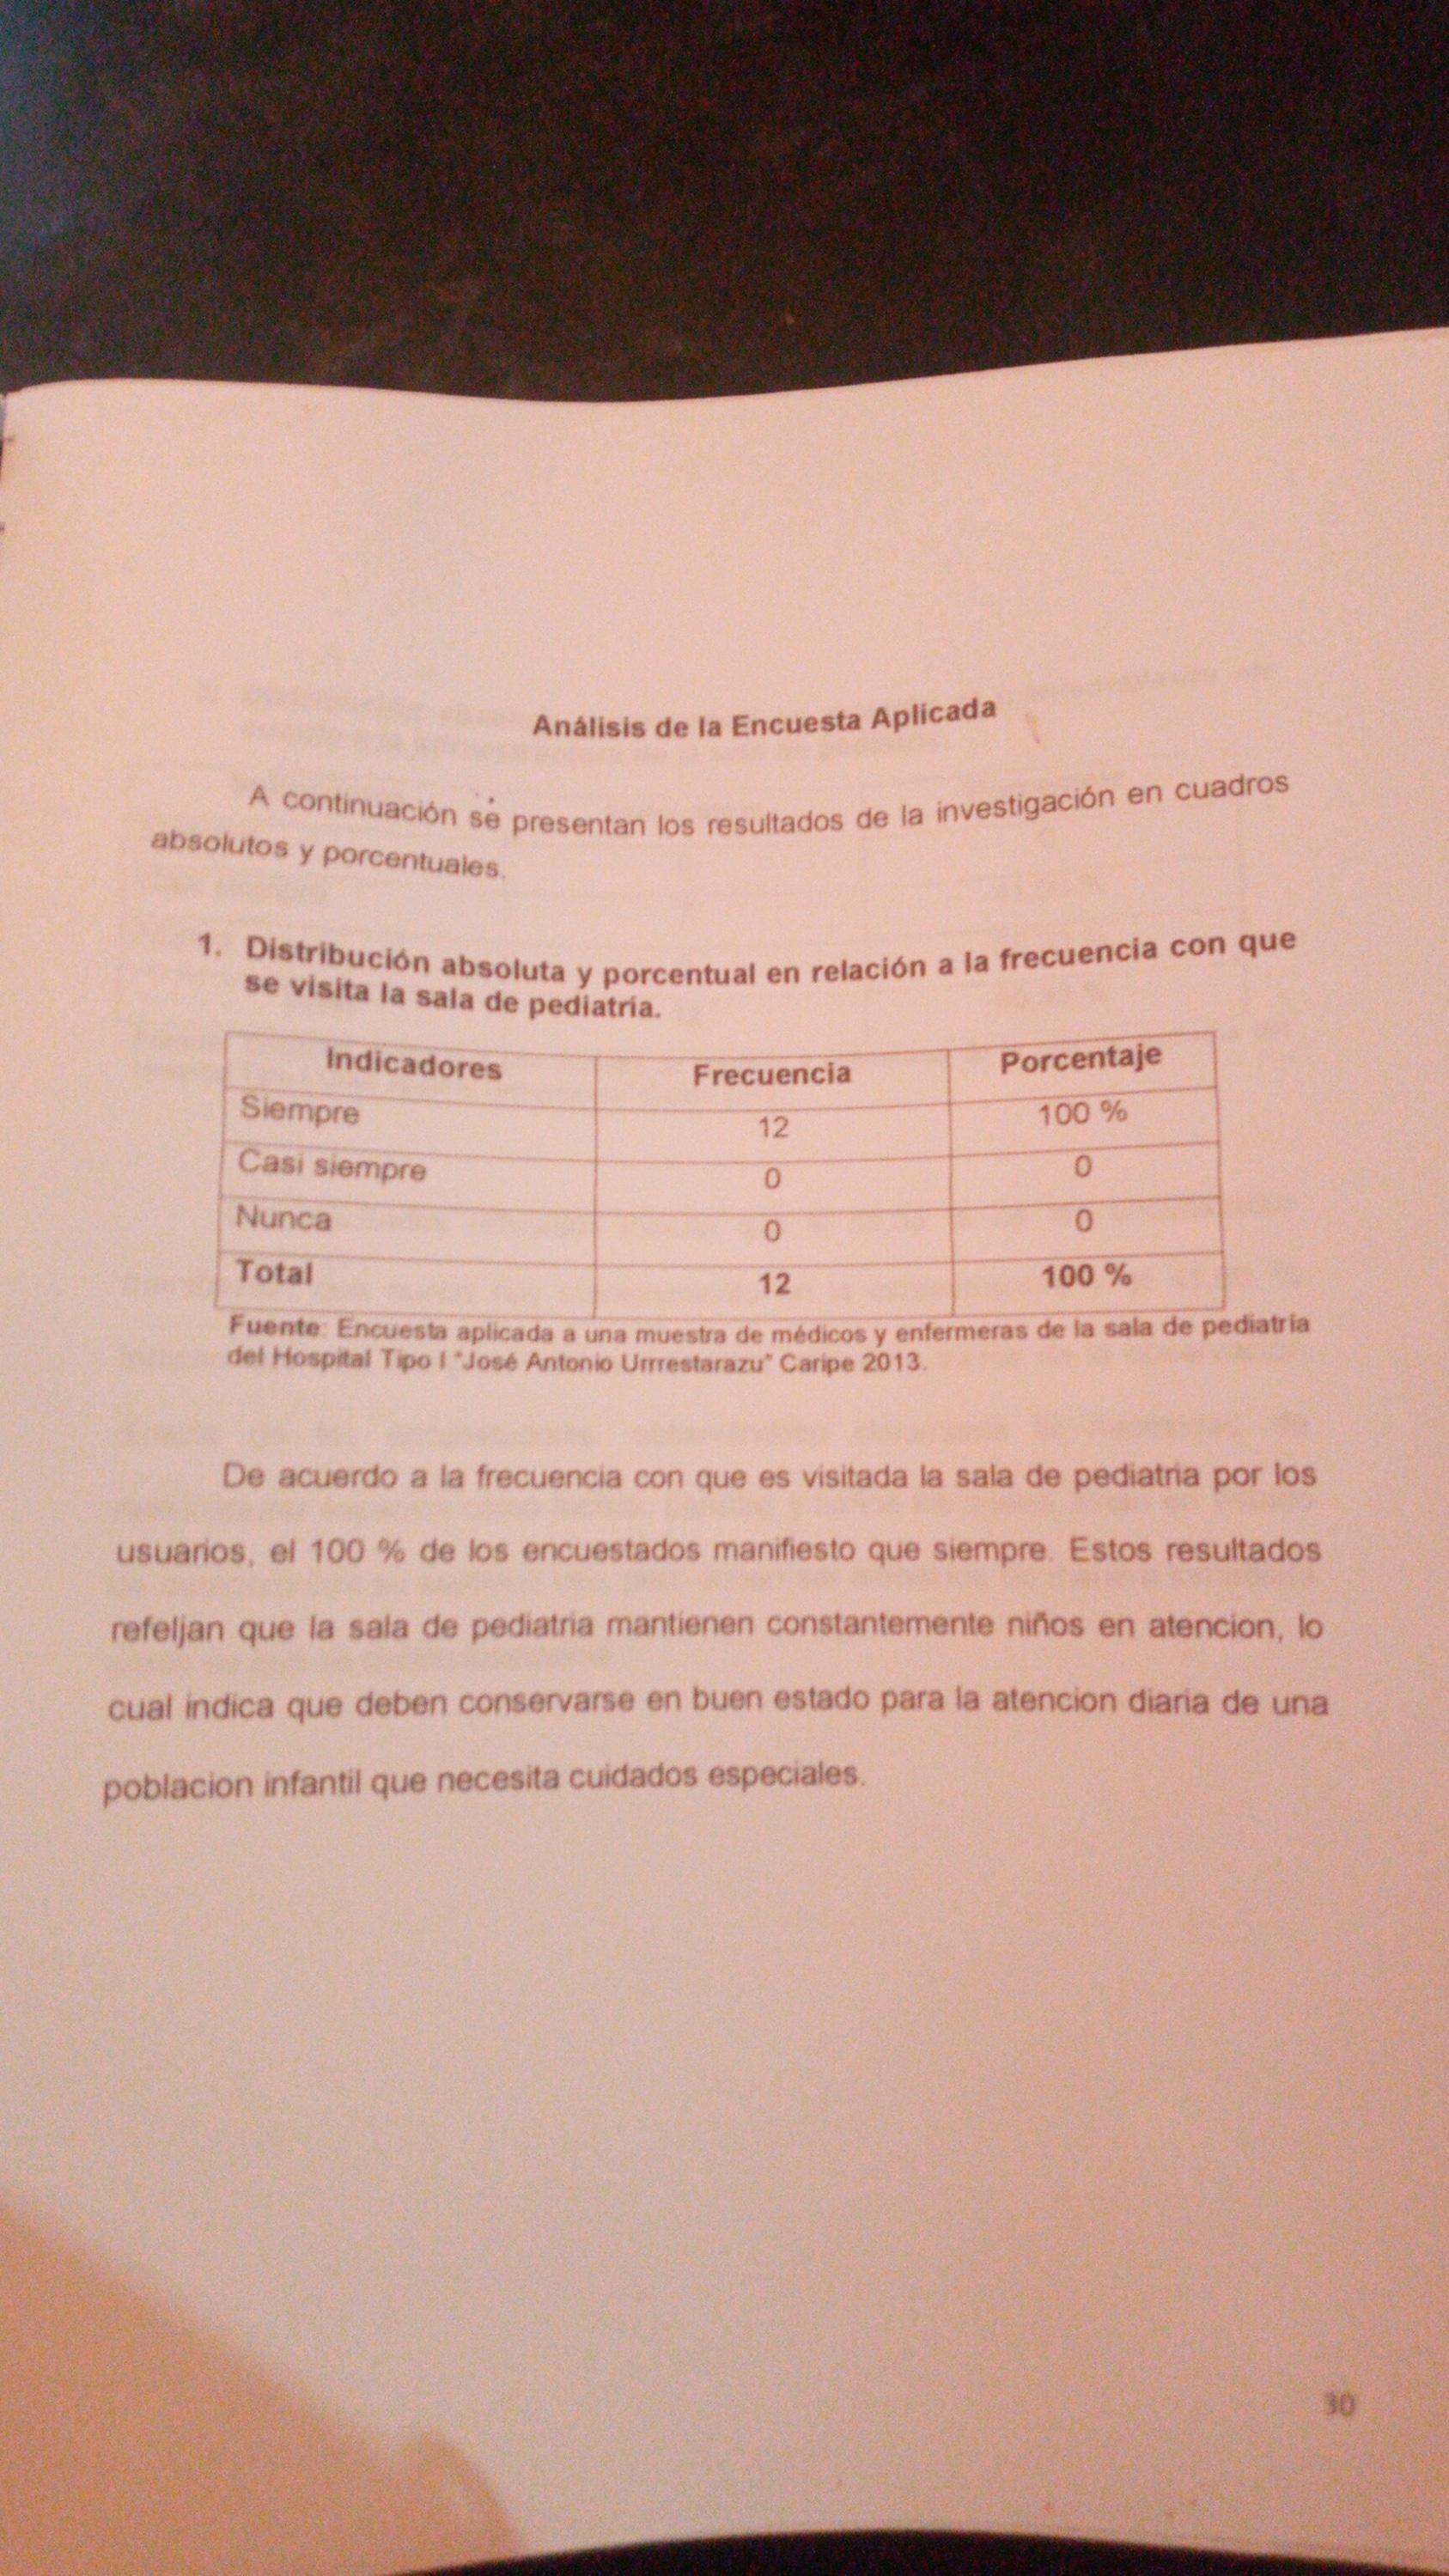 Análisis de la Encuesta Aplicada
A continuación se presentan los resultados de la investigación en cuadros
absolutos y porcentuales.
1. Distribución absoluta y porcentual en relación a la frecuencia con que
se visita la sala de pediatría.
Indicadores Frecuencia Porcentaje
Siempre 12 100 %
Casi siempre 0 0
Nunca 0 0
Total 12 100 %
Fuente: Encuesta aplicada a una muestra de médicos y enfermeras de la sala de pediatría
del Hospital Tipo I "José Antonio Urrrestarazu" Caripe 2013.
De acuerdo a la frecuencia con que es visitada la sala de pediatria por los
usuarios, el 100 % de los encuestados manifiesto que siempre. Estos resultados
refeljan que la sala de pediatria mantienen constantemente niños en atencion, lo
cual indica que deben conservarse en buen estado para la atencion diaria de una
poblacion infantil que necesita cuidados especiales.
30